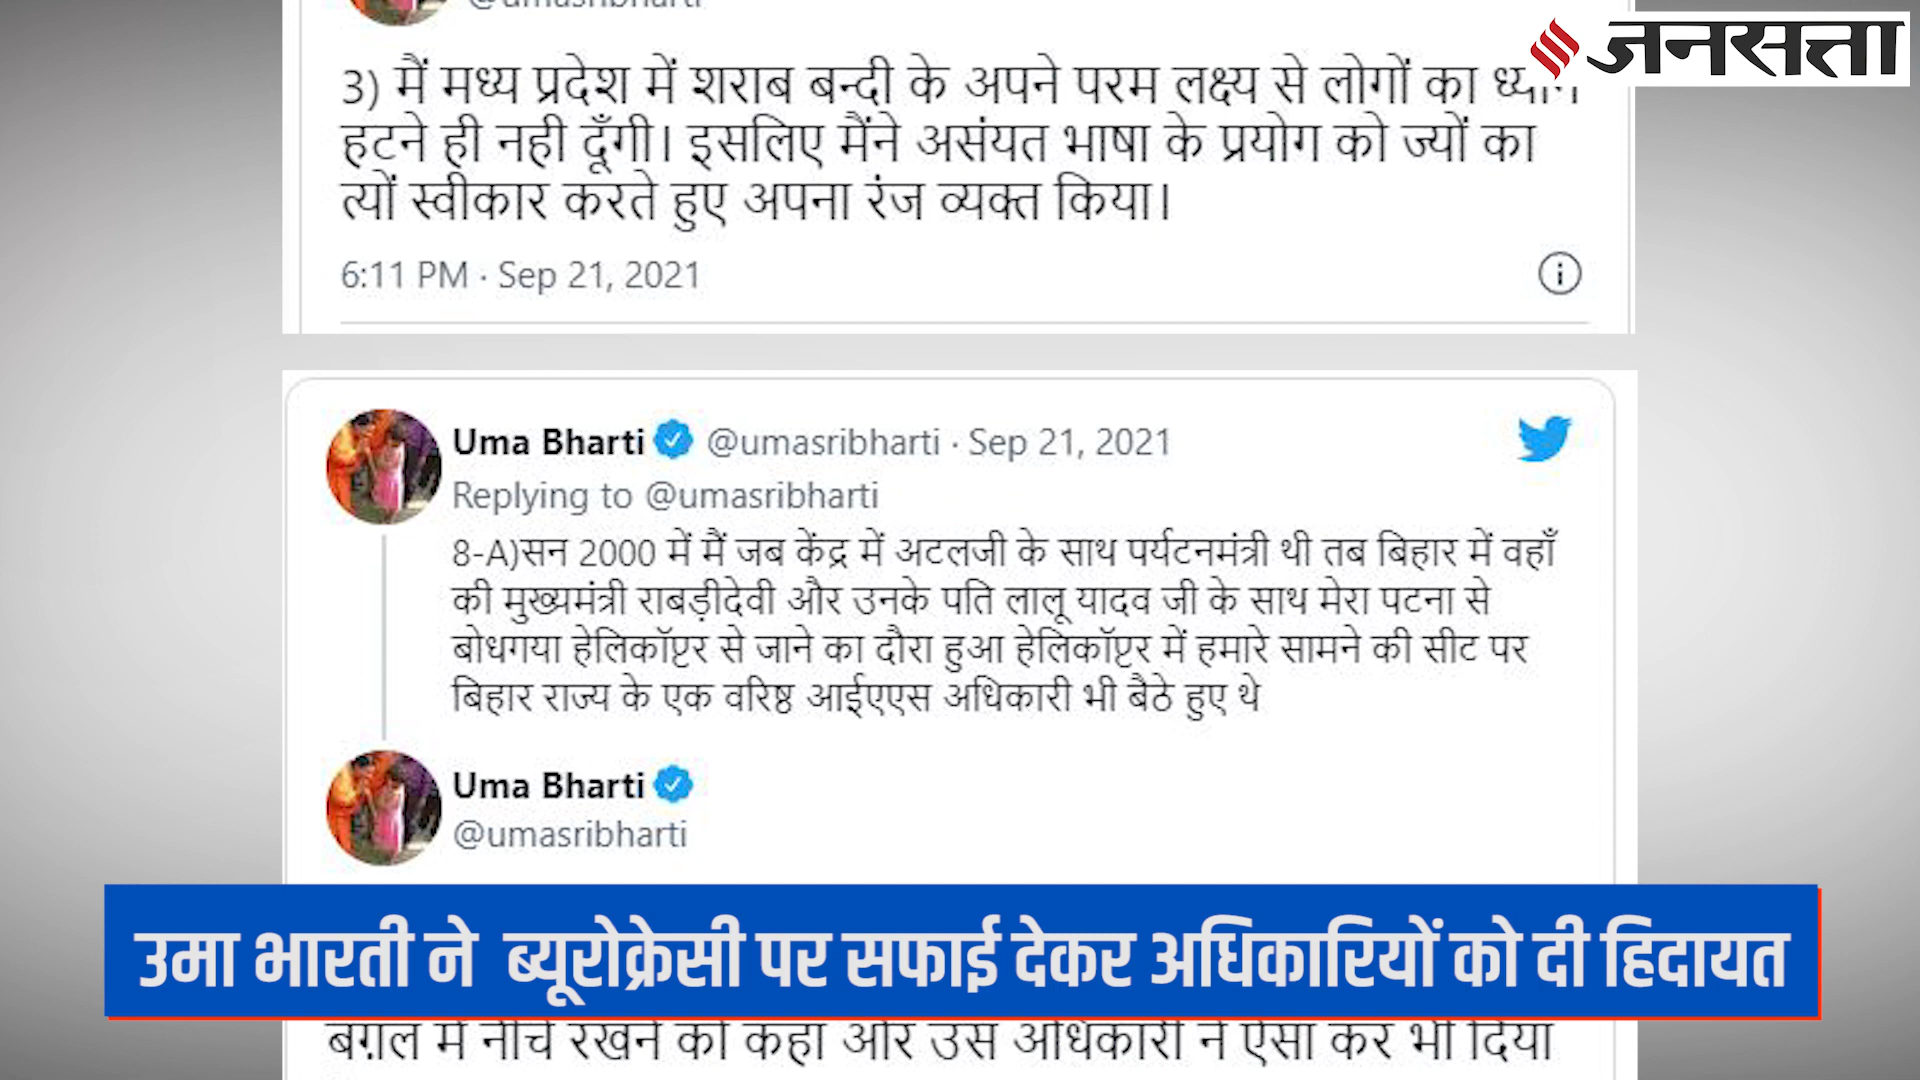 @umasribharti
जनसत्ता
3) मैं मध्य प्रदेश में शराब बन्दी के अपने परम लक्ष्य से लोगों का
हटने ही नही दूँगी। इसलिए मैंने असंयत भाषा के प्रयोग को ज्यों का
त्यों स्वीकार करते हुए अपना रंज व्यक्त किया।
6:11 PM · Sep 21, 2021
Uma Bharti @umasribharti · Sep 21, 2021
Replying to @umasribharti
8-A)सन 2000 में मैं जब केंद्र में अटलजी के साथ पर्यटनमंत्री थी तब बिहार में वहाँ
की मुख्यमंत्री राबड़ीदेवी और उनके पति लालू यादव जी के साथ मेरा पटना से
बोधगया हेलिकॉप्टर से जाने का दौरा हुआ हेलिकॉप्टर में हमारे सामने की सीट पर
बिहार राज्य के एक वरिष्ठ आईएएस अधिकारी भी बैठे हुए थे
Uma Bharti
@umasribharti
उमा भारती ने ब्यूरोक्रेसी पर सफाई देकर अधिकारियों को दी हिदायत
बग़ल में नीचे रखने को कहा और उस अधिकारी ने ऐसा कर भी दिया